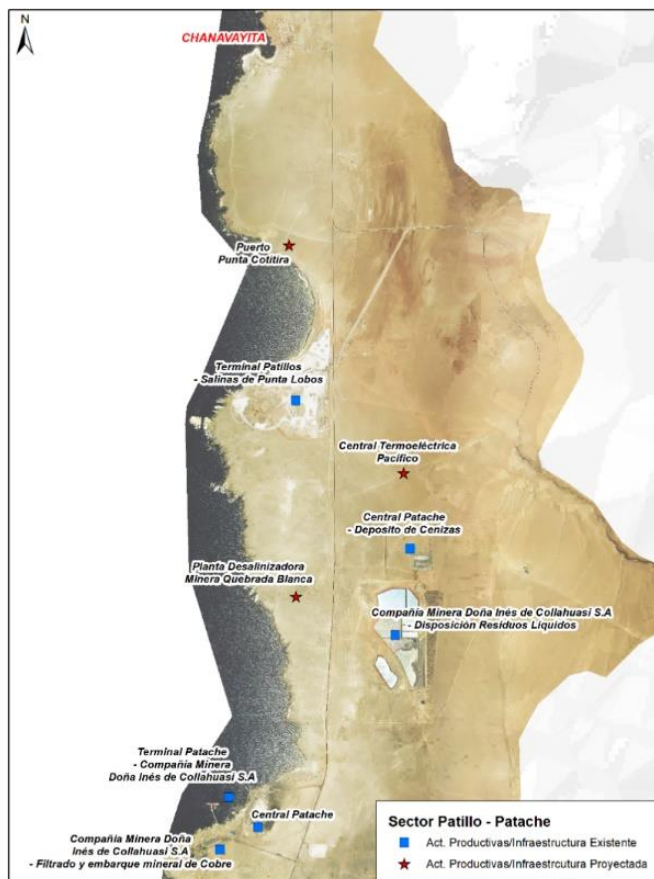 N
CHANAVAYITA
Puerto
Punta Cotitira
Terminal Patillos
- Salinas de Punta Lobos
Central Termoeléctrica
Pacífico
Central Patache
- Deposito de Cenizas
Planta Desalinizadora
Minera Quebrada Blanca
Compañía Minera Doña Inés de Collahuasi S.A
- Disposición Residuos Líquidos
Terminal Patache
- Compañía Minera
Doña Inés de Collahuasi S.A
Central Patache
Compañía Minera Doña
Inés de Collahuasi S.A
- Filtrado y embarque mineral de Cobre
Sector Patillo - Patache
Act. Productivas/Infraestructura Existente
Act. Productivas/Infraestrcutura Proyectada